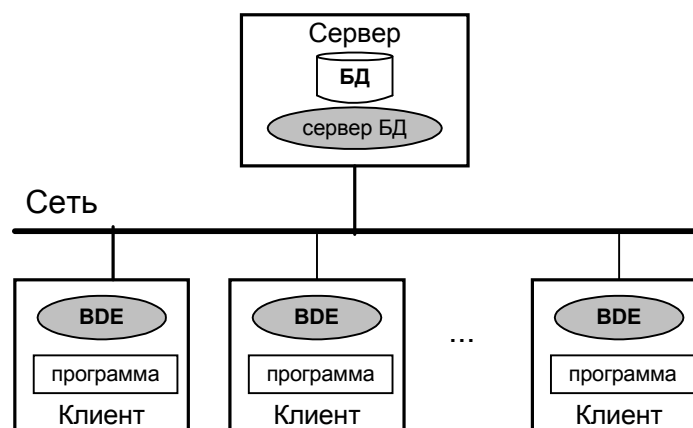 Сервер
БД
сервер БД
Сеть
BDE
BDE
...
BDE
программа
программа
программа
Клиент
Клиент
Клиент